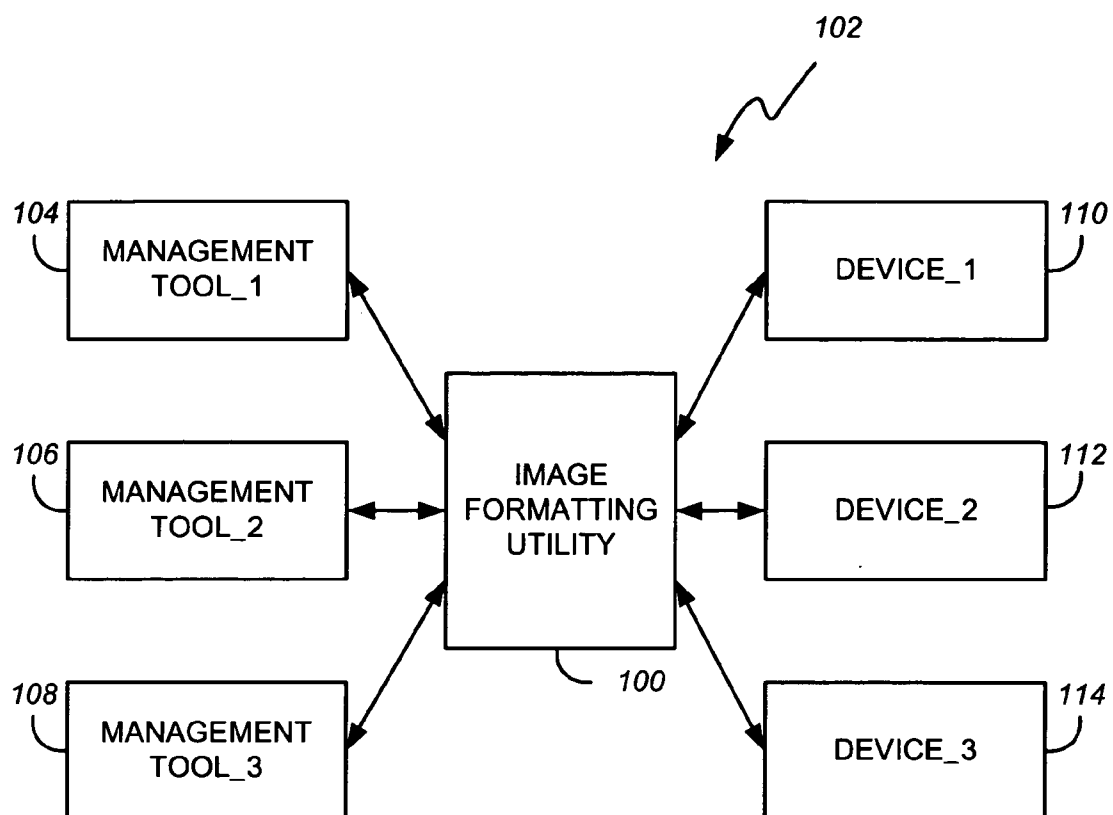 102
104
MANAGEMENT
TOOL_1
110
DEVICE_1
106
MANAGEMENT
TOOL_2
IMAGE
FORMATTING
UTILITY
112
DEVICE_2
100
108
MANAGEMENT
TOOL_3
114
DEVICE_3